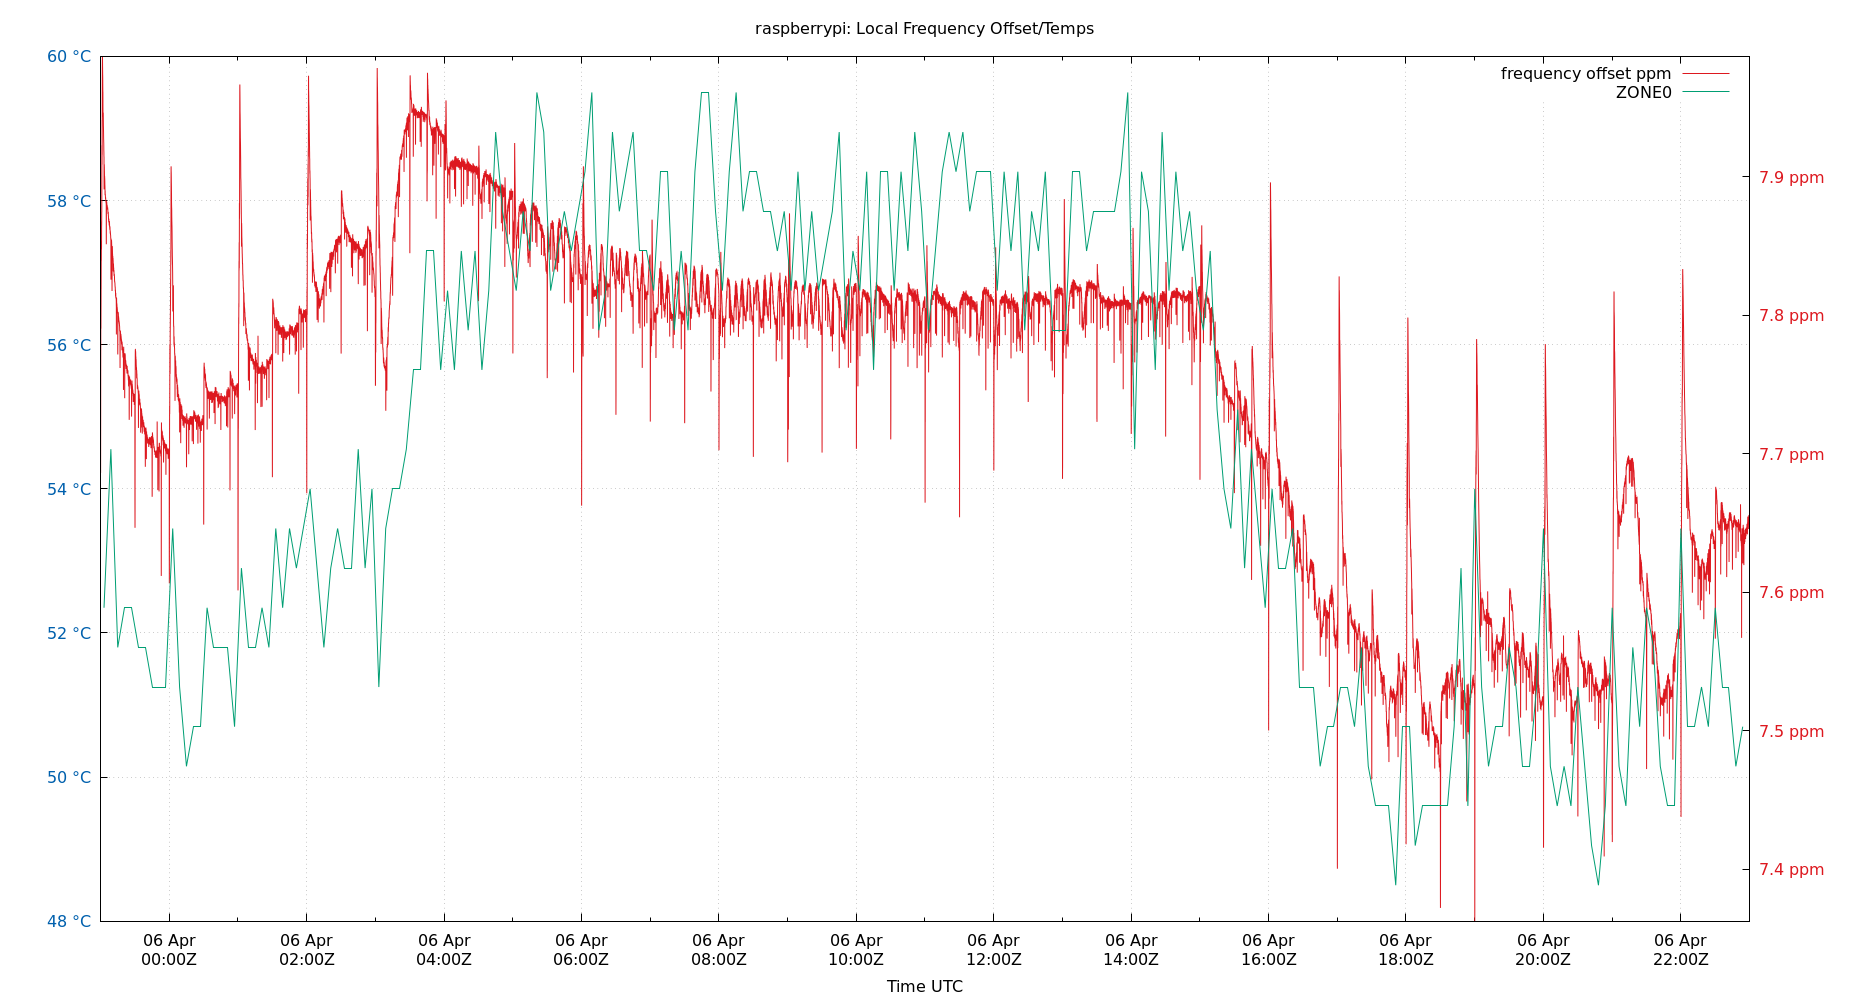 raspberrypi: Local Frequency Offset/Temps
60 °C
58 °C
56 °C
54 °C
52 °C
50 °C
48 °C
frequency offset ppm
ZONE0
7.9 ppm
7.8 ppm
7.7 ppm
7.6 ppm
7.5 ppm
7.4 ppm
06 Apr 06 Apr 06 Apr 06 Apr 06 Apr 06 Apr 06 Apr 06 Apr 06 Apr 06 Apr 06 Apr 06 Apr
00:00Z 02:00Z 04:00Z 06:00Z 08:00Z 10:00Z 12:00Z 14:00Z 16:00Z 18:00Z 20:00Z 22:00Z
Time UTC